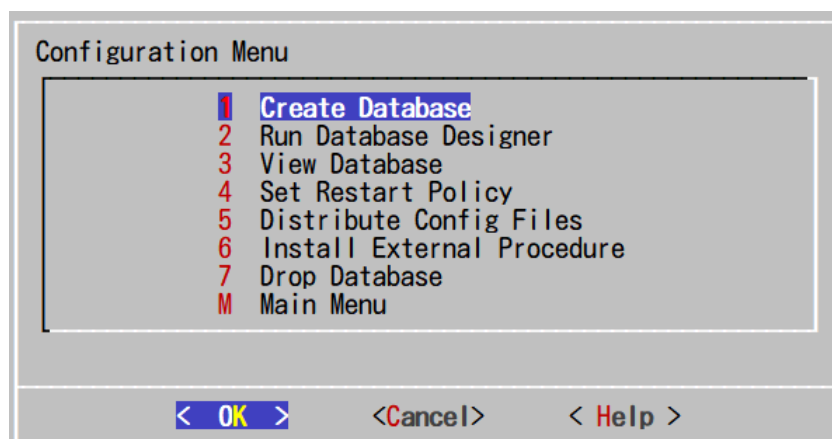 Configuration Menu
1 Create Database
2 Run Database Designer
3 View Database
4 Set Restart Policy
5 Distribute Config Files
6 Install External Procedure
7 Drop Database
M Main Menu
< OK > <Cancel> < Help >